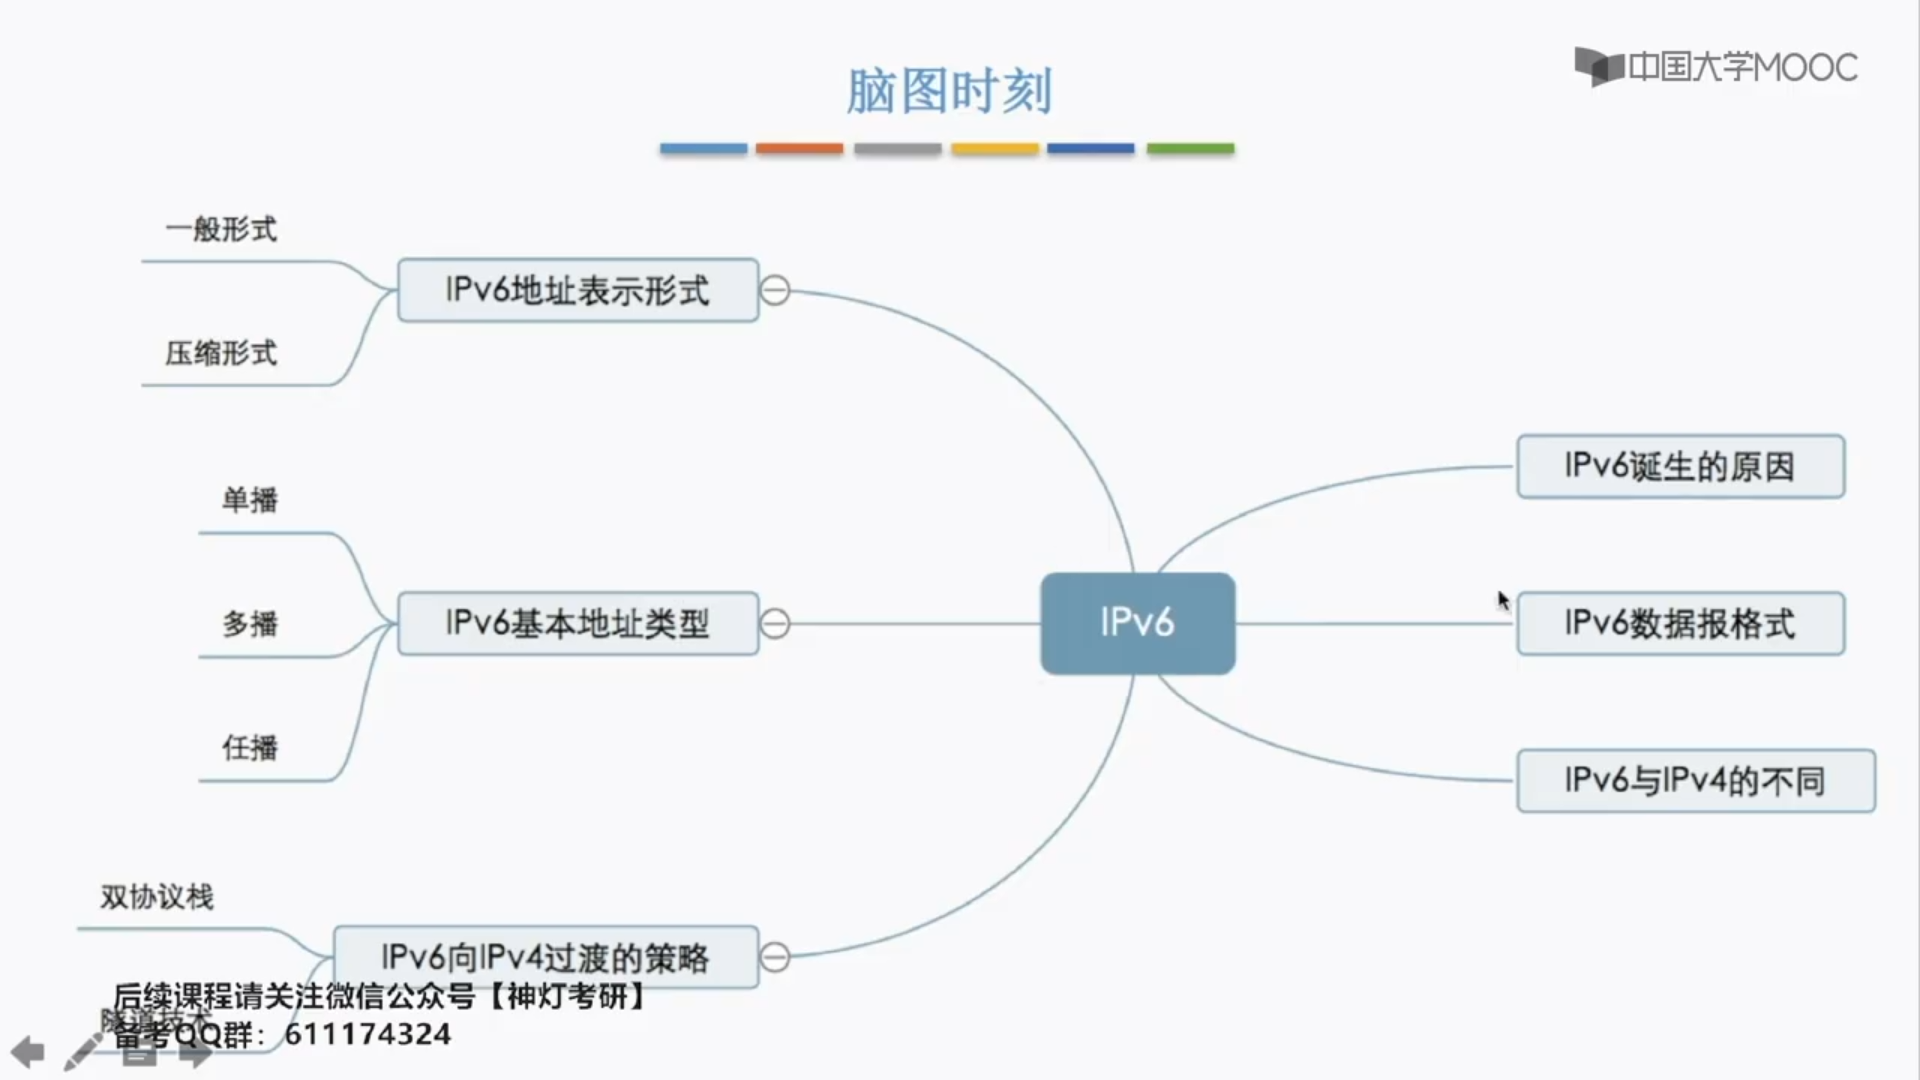 脑图时刻
中国大学MOOC
一般形式
IPv6地址表示形式
压缩形式
IPv6诞生的原因
单播
多播
IPv6基本地址类型
IPv6
IPv6数据报格式
任播
IPv6与IPv4的不同
双协议栈
IPv6向IPv4过渡的策略
后续课程请关注微信公众号【神灯考研】
隧道技术
备考QQ群：611174324